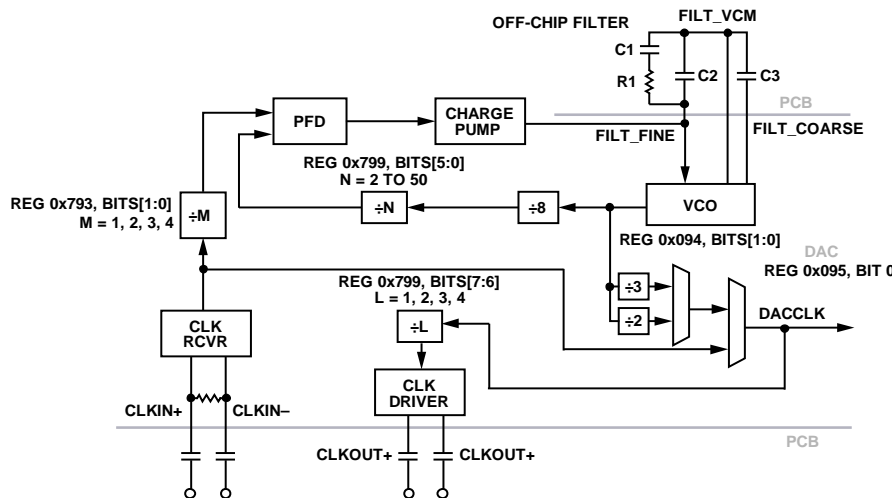 OFF-CHIP FILTER
FILT_VCM
C1
R1
C2
C3
PCB
PFD
CHARGE
PUMP
FILT_FINE
FILT_COARSE
REG 0x799, BITS[5:0]
N = 2 TO 50
REG 0x793, BITS[1:0]
M = 1, 2, 3, 4
÷M
÷N
÷8
VCO
REG 0x094, BITS[1:0]
DAC
REG 0x095, BIT 0
REG 0x799, BITS[7:6]
L = 1, 2, 3, 4
÷3
÷2
DACCLK
CLK
RCVR
÷L
CLK
DRIVER
CLKIN+
CLKIN–
CLKOUT+
CLKOUT+
PCB